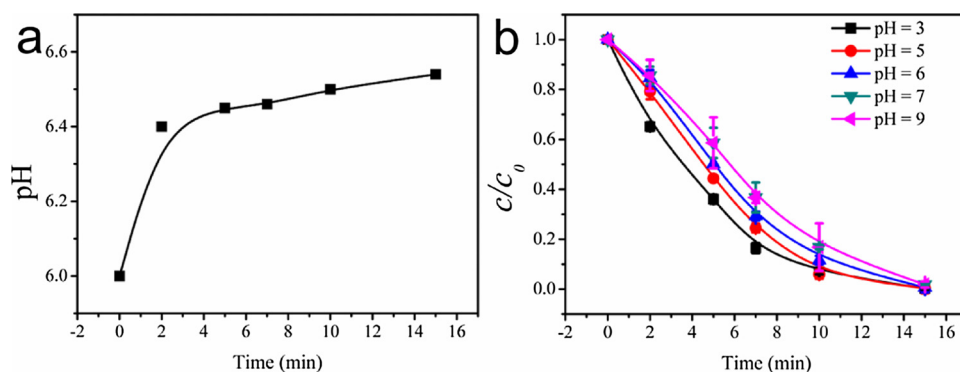 a
6.6
6.4
6.2
6.0
pH
-2 0 2 4 6 8 10 12 14 16
Time (min)
b
pH = 3
pH = 5
pH = 6
pH = 7
pH = 9
1.0
0.8
0.6
0.4
0.2
0.0
c/c0
-2 0 2 4 6 8 10 12 14 16
Time (min)